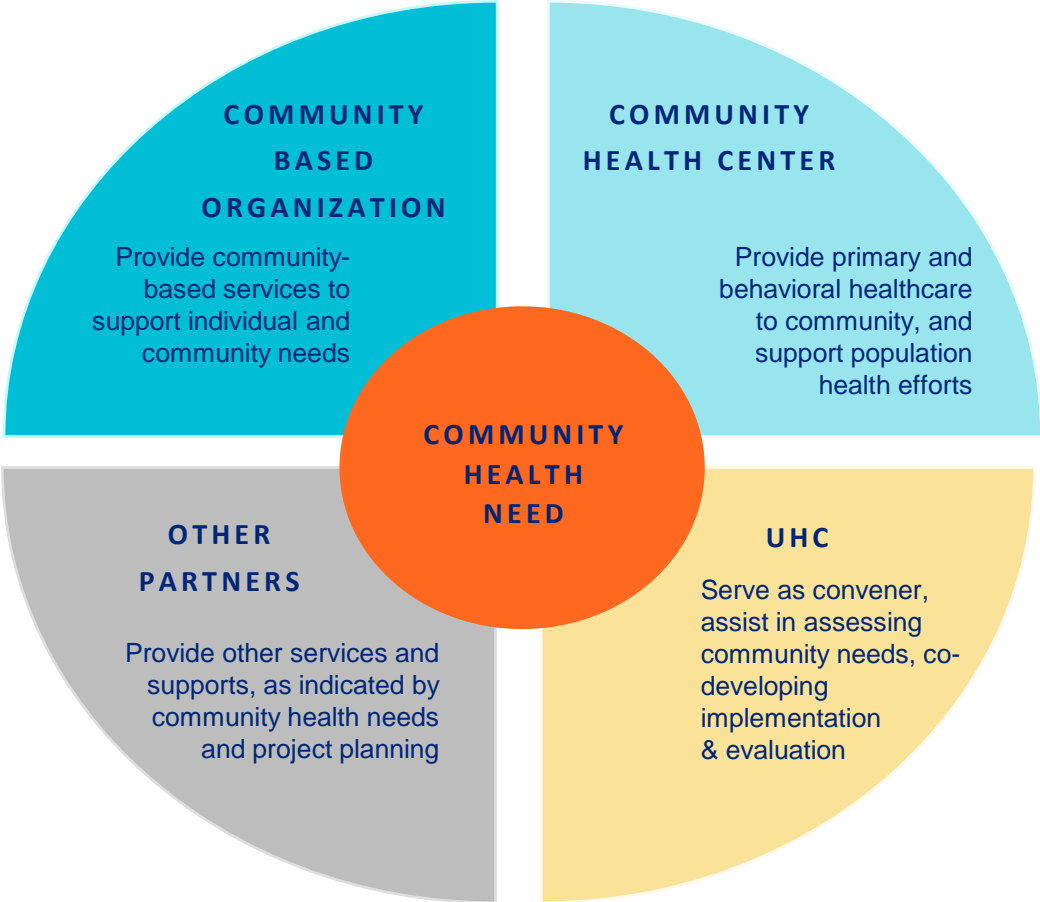 COMMUNITY
BASED
ORGANIZATION
Provide community-
based services to
support individual and
community needs
COMMUNITY
HEALTH CENTER
Provide primary and
behavioral healthcare
to community, and
support population
health efforts
COMMUNITY
HEALTH
NEED
OTHER
PARTNERS
Provide other services and
supports, as indicated by
community health needs
and project planning
UHC
Serve as convener,
assist in assessing
community needs, co-
developing
implementation
& evaluation